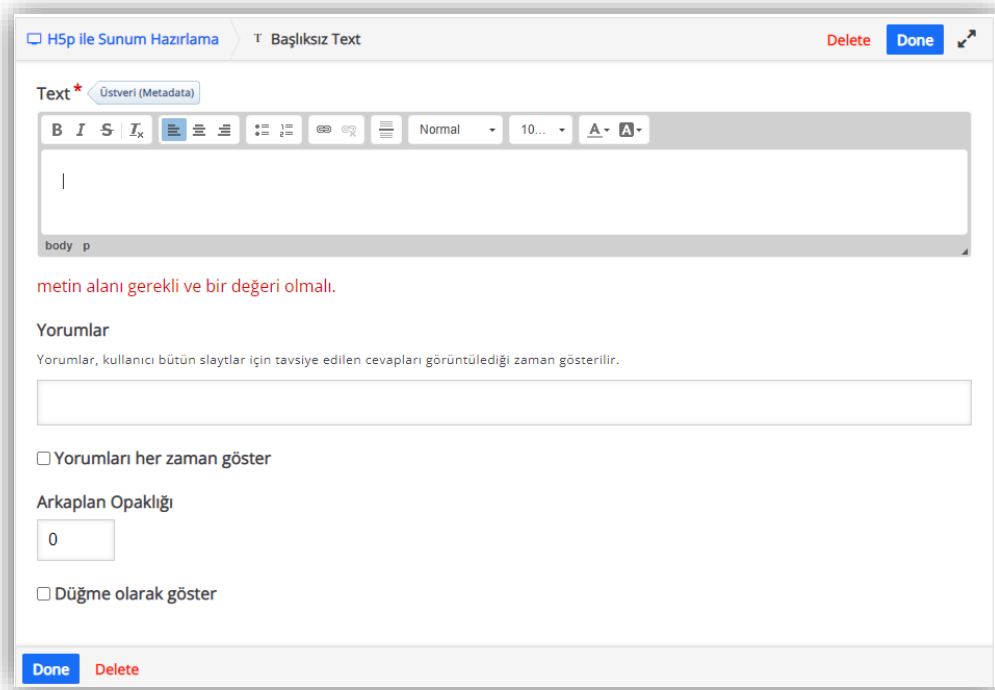 H5p ile Sunum Hazırlama T Başlıksız Text Delete Done
Text* Üstveri (Metadata)
B I S Ix Normal 10... A A
body p
metin alanı gerekli ve bir değeri olmalı.
Yorumlar
Yorumlar, kullanıcı bütün slaytlar için tavsiye edilen cevapları görüntülediği zaman gösterilir.
Yorumları her zaman göster
Arkaplan Opaklığı
0
Düğme olarak göster
Done Delete